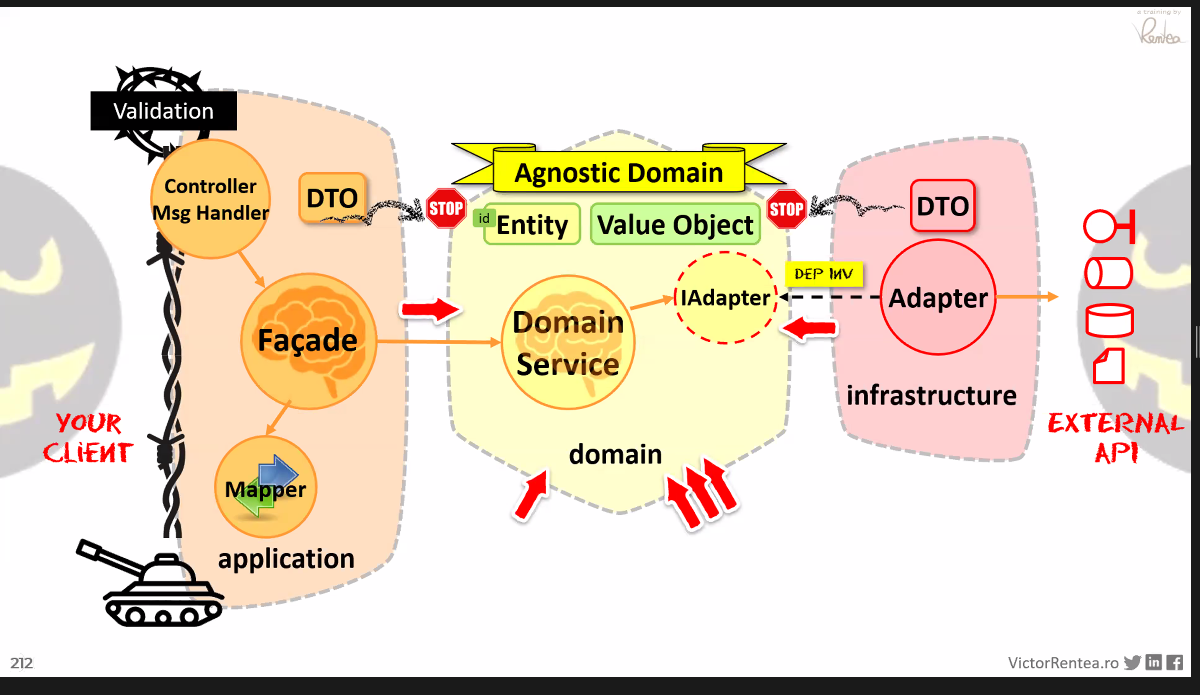 a training by
VRentea
Validation
Controller
Msg Handler
DTO
STOP
Agnostic Domain
STOP
DTO
id
Entity
Value Object
DEP INV
IAdapter
Adapter
Façade
Domain
Service
infrastructure
YOUR
CLIENT
EXTERNAL
API
domain
Mapper
application
212
VictorRentea.ro